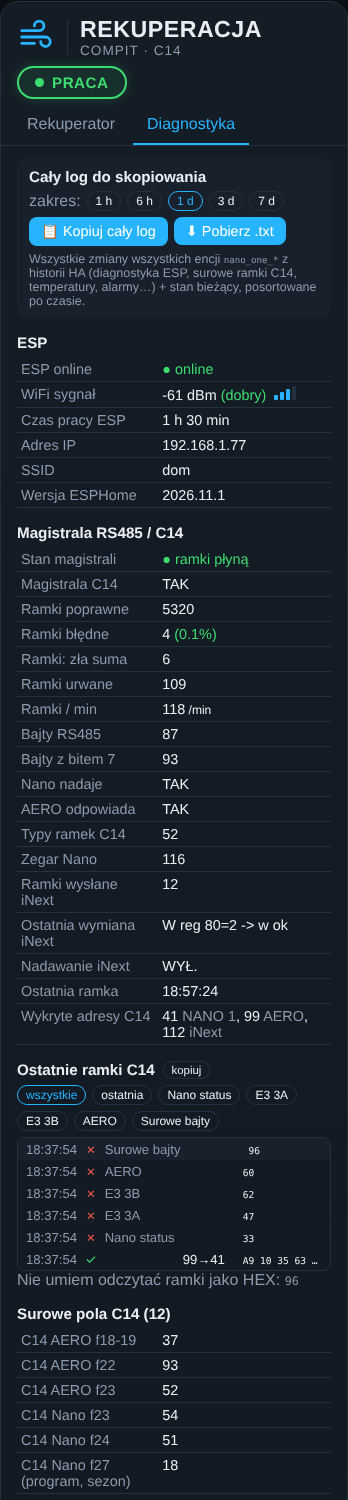 REKUPERACJA
COMPIT · C14
PRACA
Rekuperator Diagnostyka
Cały log do skopiowania
zakres: 1 h 6 h 1 d 3 d 7 d
📋 Kopiuj cały log ⬇ Pobierz .txt
Wszystkie zmiany wszystkich encji nano_one_* z
historii HA (diagnostyka ESP, surowe ramki C14,
temperatury, alarmy…) + stan bieżący, posortowane
po czasie.
ESP
ESP online ● online
WiFi sygnał -61 dBm (dobry)
Czas pracy ESP 1 h 30 min
Adres IP 192.168.1.77
SSID dom
Wersja ESPHome 2026.11.1
Magistrala RS485 / C14
Stan magistrali ● ramki płyną
Magistrala C14 TAK
Ramki poprawne 5320
Ramki błędne 4 (0.1%)
Ramki: zła suma 6
Ramki urwane 109
Ramki / min 118 /min
Bajty RS485 87
Bajty z bitem 7 93
Nano nadaje TAK
AERO odpowiada TAK
Typy ramek C14 52
Zegar Nano 116
Ramki wysłane 12
iNext
Ostatnia wymiana W reg 80=2 -> w ok
iNext
Nadawanie iNext WYŁ.
Ostatnia ramka 18:57:24
Wykryte adresy C14 41 NANO 1, 99 AERO,
112 iNext
Ostatnie ramki C14 kopiuj
wszystkie ostatnia Nano status E3 3A
E3 3B AERO Surowe bajty
18:37:54 ✕ Surowe bajty 96
18:37:54 ✕ AERO 60
18:37:54 ✕ E3 3B 62
18:37:54 ✕ E3 3A 47
18:37:54 ✕ Nano status 33
18:37:54 ✓ 99→41 A9 10 35 63 …
Nie umiem odczytać ramki jako HEX: 96
Surowe pola C14 (12)
C14 AERO f18-19 37
C14 AERO f22 93
C14 AERO f23 52
C14 Nano f23 54
C14 Nano f24 51
C14 Nano f27 18
(program, sezon)